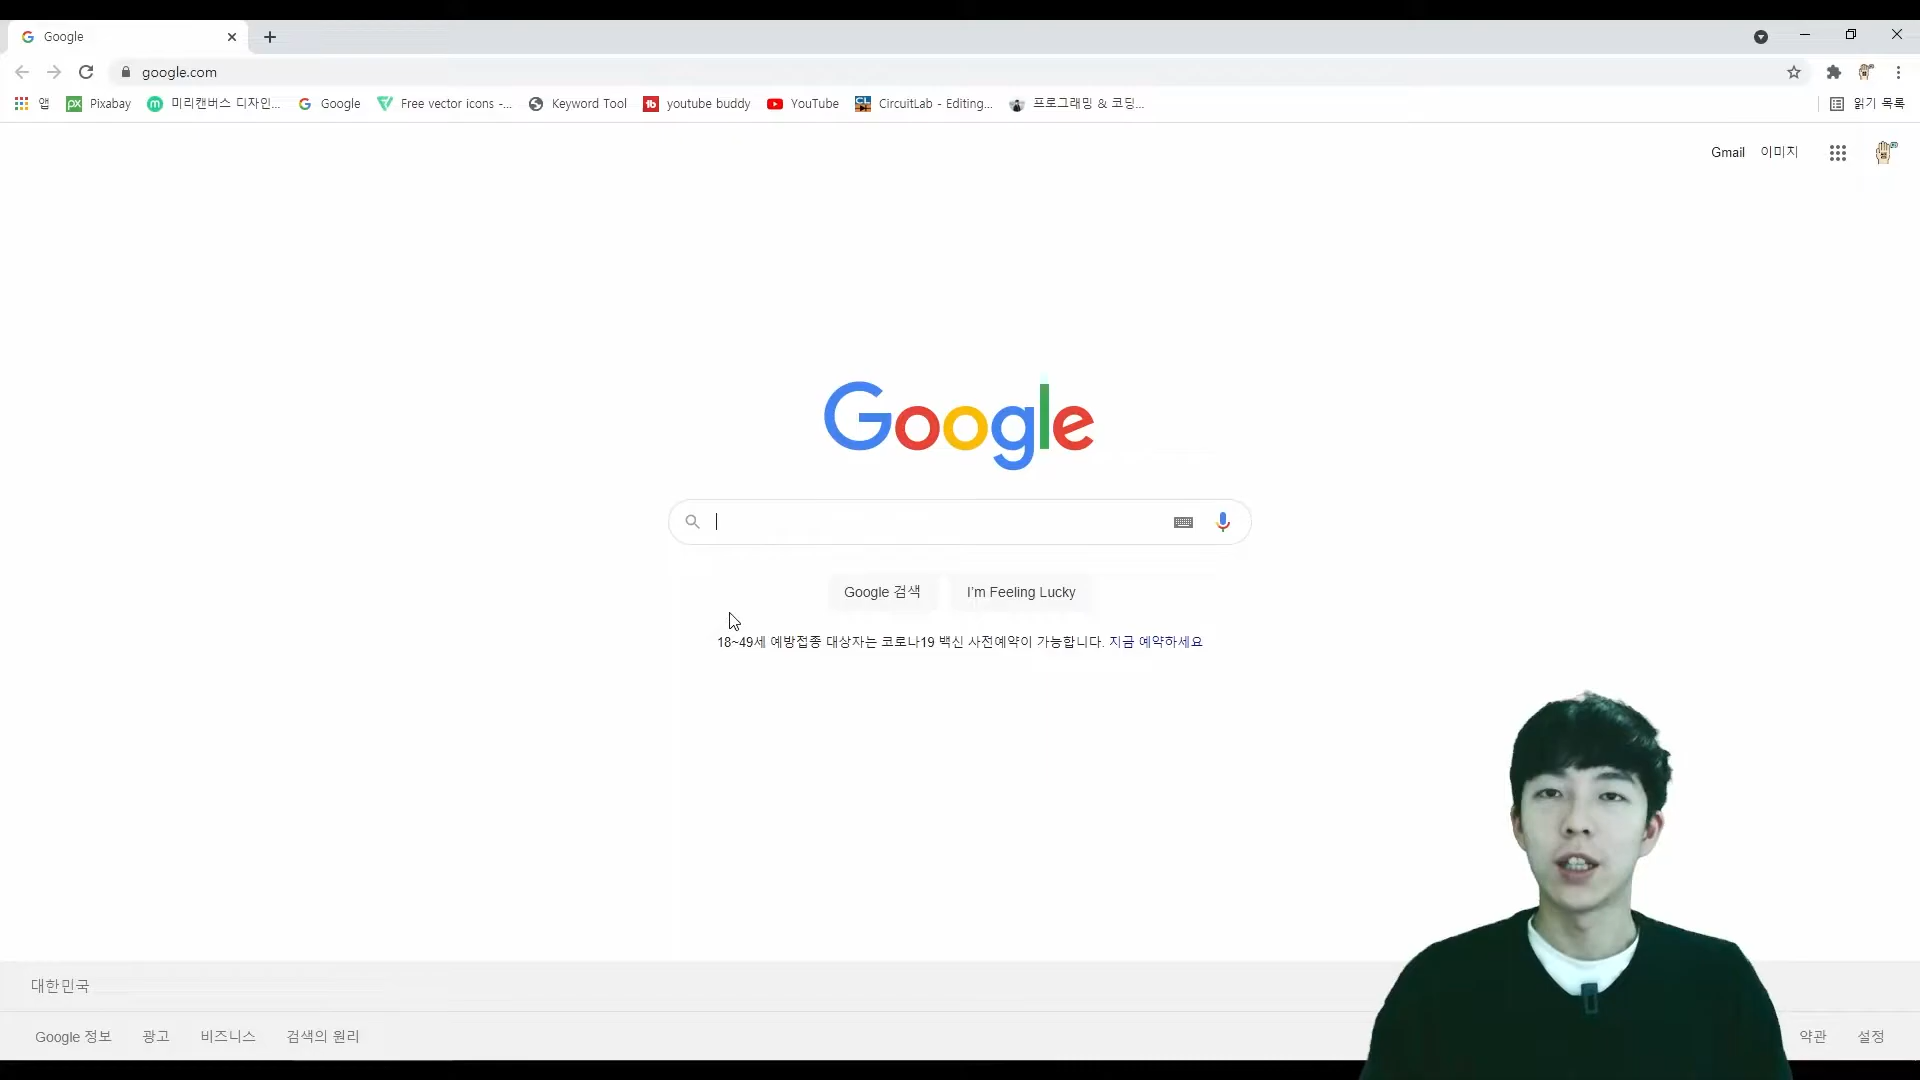 Google
google.com
앱 Pixabay 미리캔버스 디자인... Google Free vector icons -... Keyword Tool youtube buddy YouTube CircuitLab - Editing... 프로그래밍 & 코딩... 읽기 목록
Gmail 이미지
Google
Google 검색 I'm Feeling Lucky
18~49세 예방접종 대상자는 코로나19 백신 사전예약이 가능합니다. 지금 예약하세요
대한민국
Google 정보 광고 비즈니스 검색의 원리 약관 설정